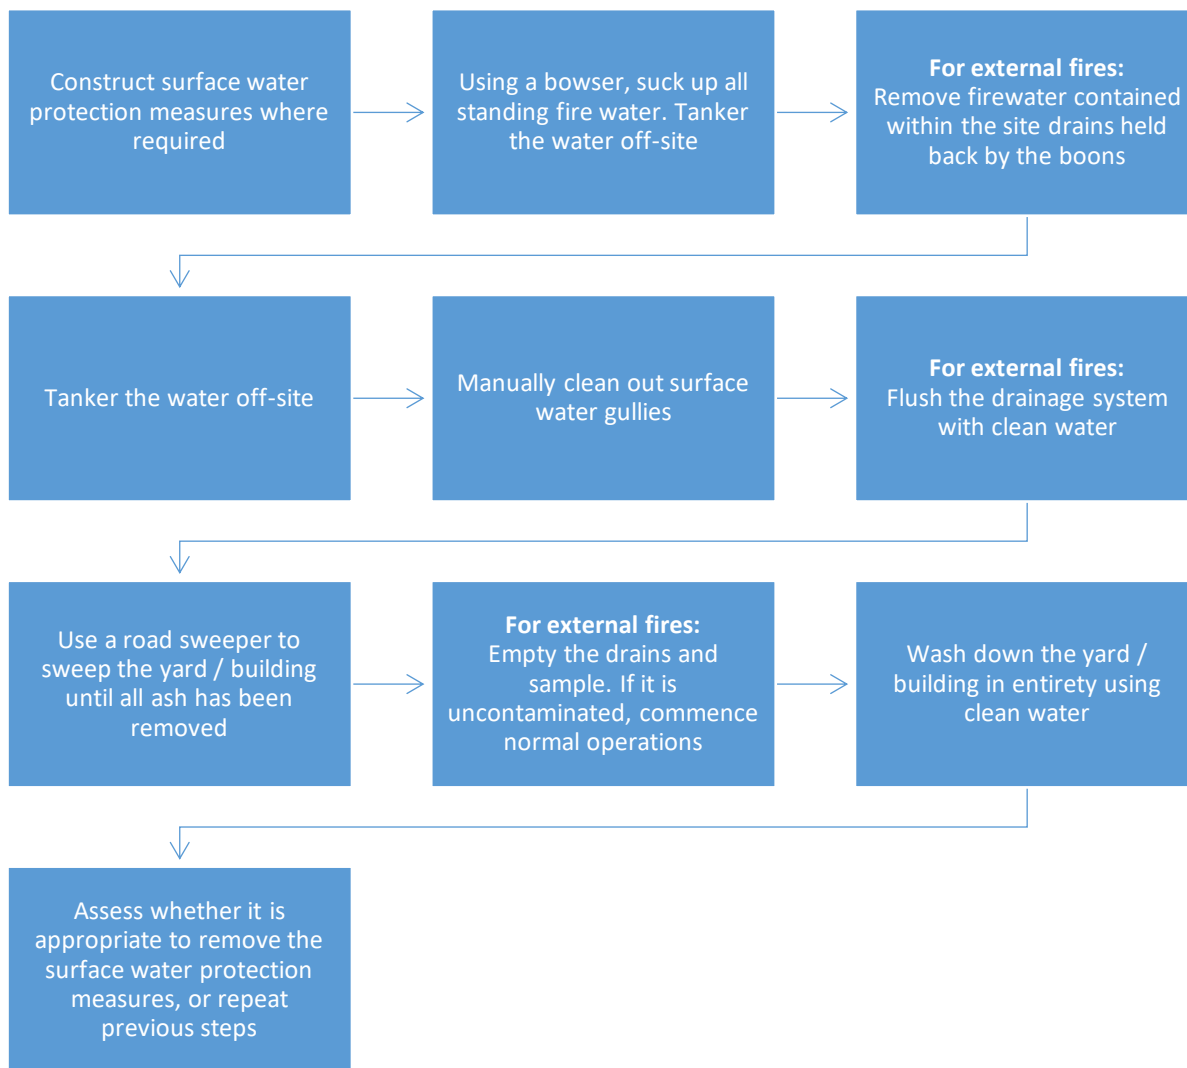 Construct surface water
protection measures where
required
Using a bowser, suck up all
standing fire water. Tanker
the water off-site
For external fires:
Remove firewater contained
within the site drains held
back by the boons
Tanker the water off-site
Manually clean out surface
water gullies
For external fires:
Flush the drainage system
with clean water
Use a road sweeper to
sweep the yard / building
until all ash has been
removed
For external fires:
Empty the drains and
sample. If it is
uncontaminated, commence
normal operations
Wash down the yard /
building in entirety using
clean water
Assess whether it is
appropriate to remove the
surface water protection
measures, or repeat
previous steps